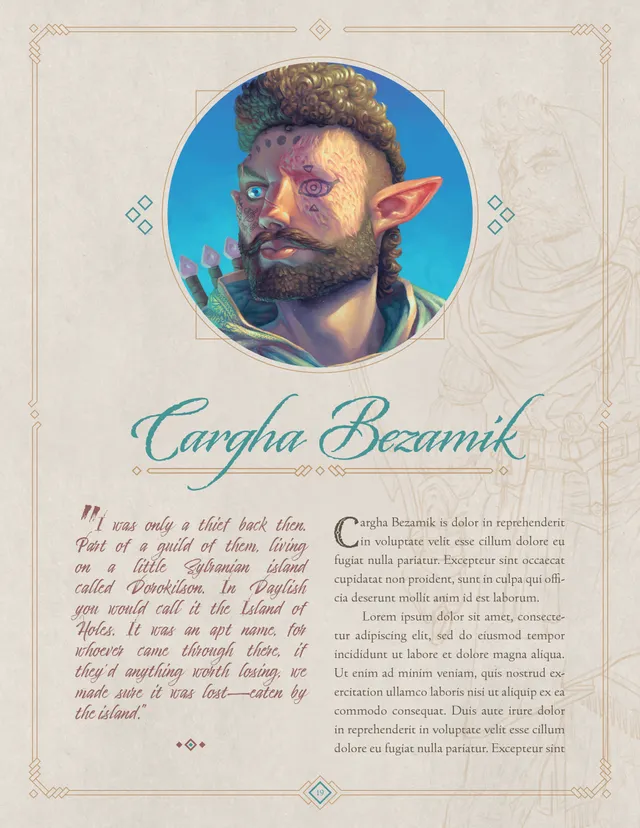 Cargha Bezamik
"I was only a thief back then.
Part of a guild of them, living
on a little Sylranian island
called Dorokilson. In Daylish
you would call it the Island of
Holes. It was an apt name, for
whoever came through there, if
they'd anything worth losing, we
made sure it was lost—eaten by
the island."
Cargha Bezamik is dolor in reprehenderit
in voluptate velit esse cillum dolore eu
fugiat nulla pariatur. Excepteur sint occaecat
cupidatat non proident, sunt in culpa qui offi-
cia deserunt mollit anim id est laborum.
Lorem ipsum dolor sit amet, consecte-
tur adipiscing elit, sed do eiusmod tempor
incididunt ut labore et dolore magna aliqua.
Ut enim ad minim veniam, quis nostrud ex-
ercitation ullamco laboris nisi ut aliquip ex ea
commodo consequat. Duis aute irure dolor
in reprehenderit in voluptate velit esse cillum
dolore eu fugiat nulla pariatur. Excepteur sint
19